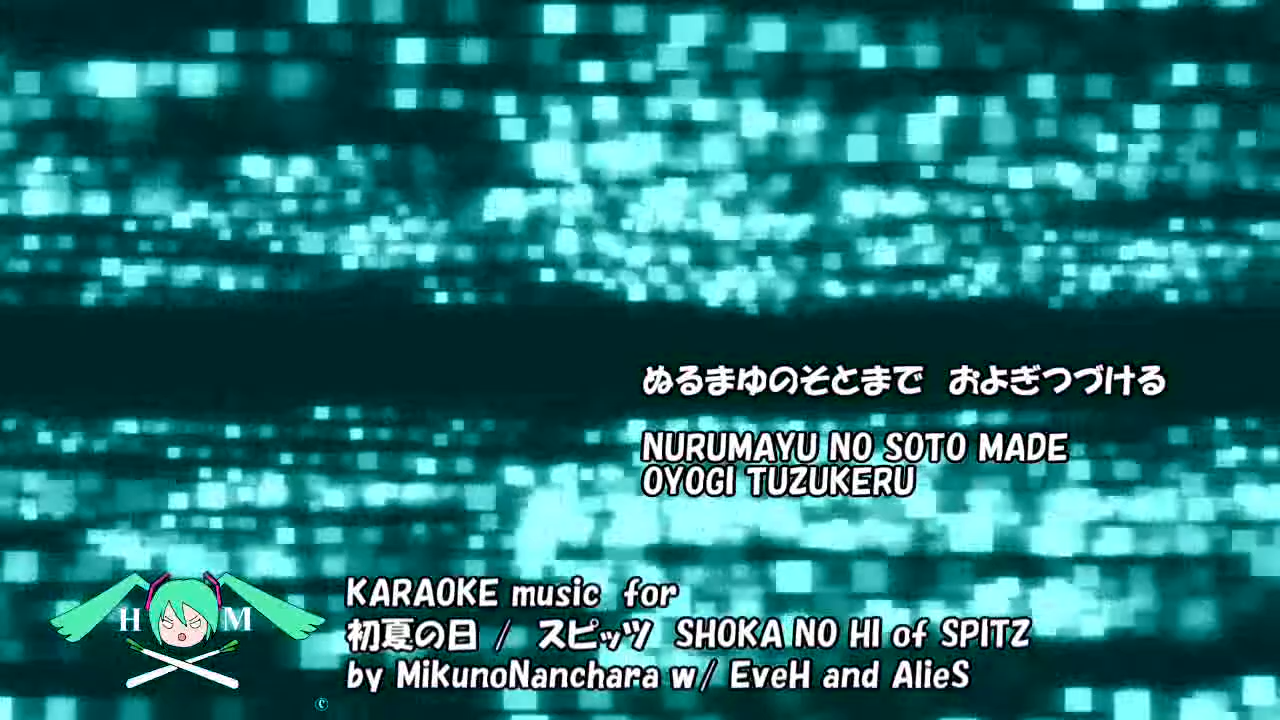 ぬるまゆのそとまで　およぎつづける
NURUMAYU NO SOTO MADE
OYOGI TUZUKERU
H M
KARAOKE music for
初夏の日 / スピッツ SHOKA NO HI of SPITZ
by MikunoNanchara w/ EveH and AlieS
©